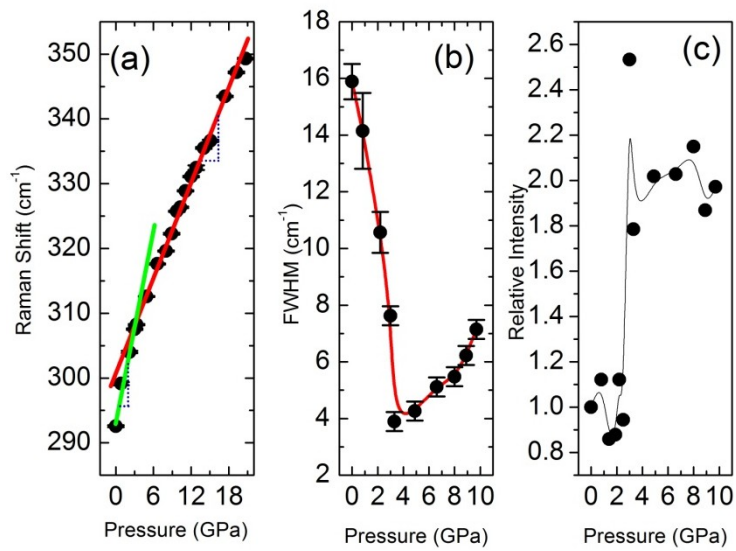 (a)
350
340
330
320
310
300
290
Raman Shift (cm⁻¹)
0 6 12 18
Pressure (GPa)
(b)
18
16
14
12
10
8
6
4
2
FWHM (cm⁻¹)
0 2 4 6 8 10
Pressure (GPa)
(c)
2.6
2.4
2.2
2.0
1.8
1.6
1.4
1.2
1.0
0.8
Relative Intensity
0 2 4 6 8 10
Pressure (GPa)